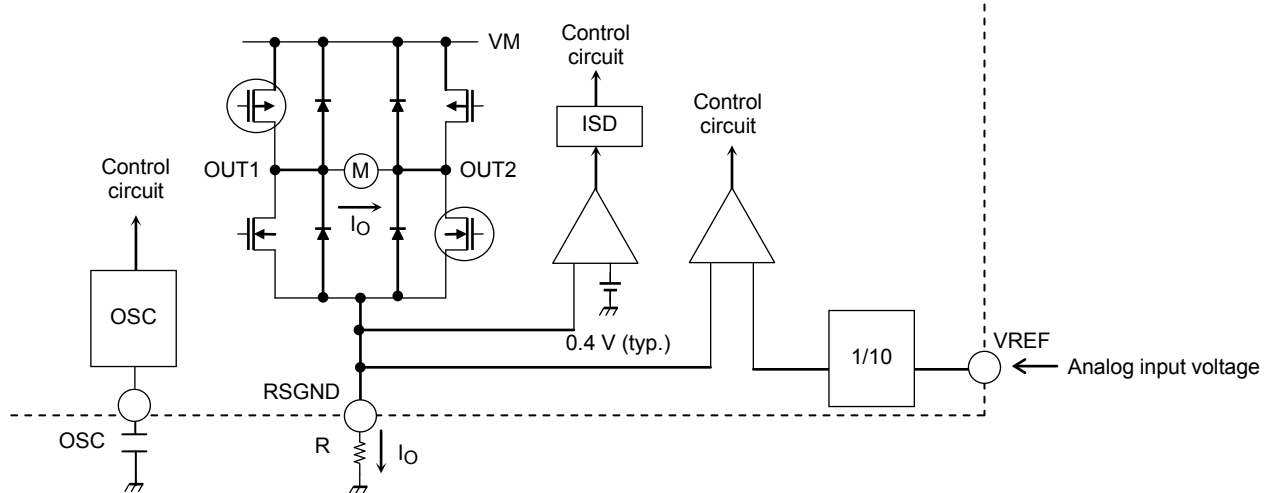 VM
Control
circuit
ISD
Control
circuit
OUT1
M
OUT2
Control
circuit
IO
OSC
0.4 V (typ.)
1/10
VREF
Analog input voltage
RSGND
OSC
R
IO